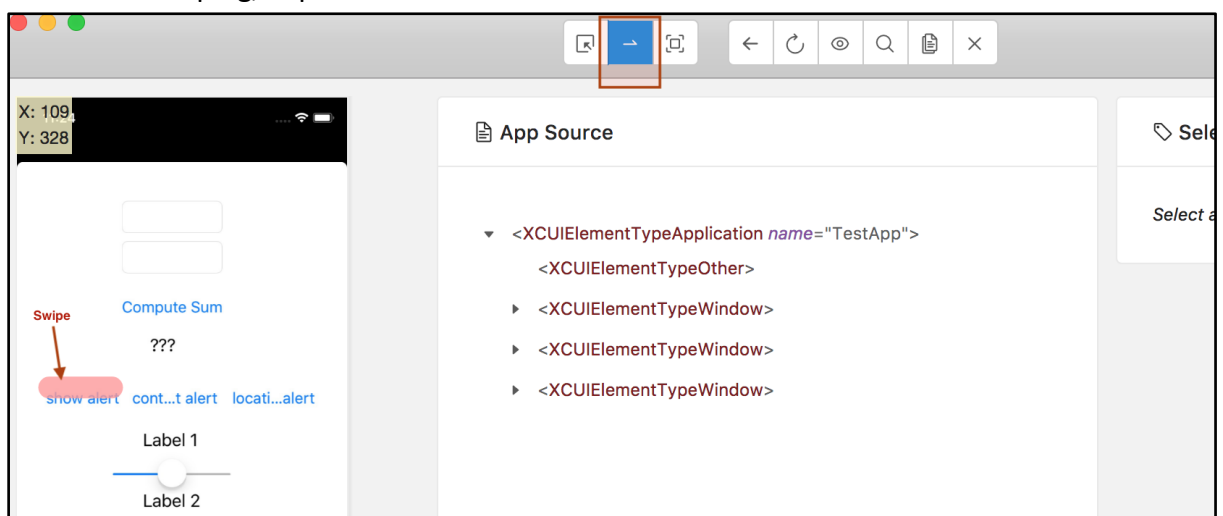 X: 109
Y: 328
App Source
Sele
Select a
<XCUIElementTypeApplication name="TestApp">
<XCUIElementTypeOther>
<XCUIElementTypeWindow>
<XCUIElementTypeWindow>
<XCUIElementTypeWindow>
Compute Sum
Swipe
???
show alert cont...t alert locati...alert
Label 1
Label 2